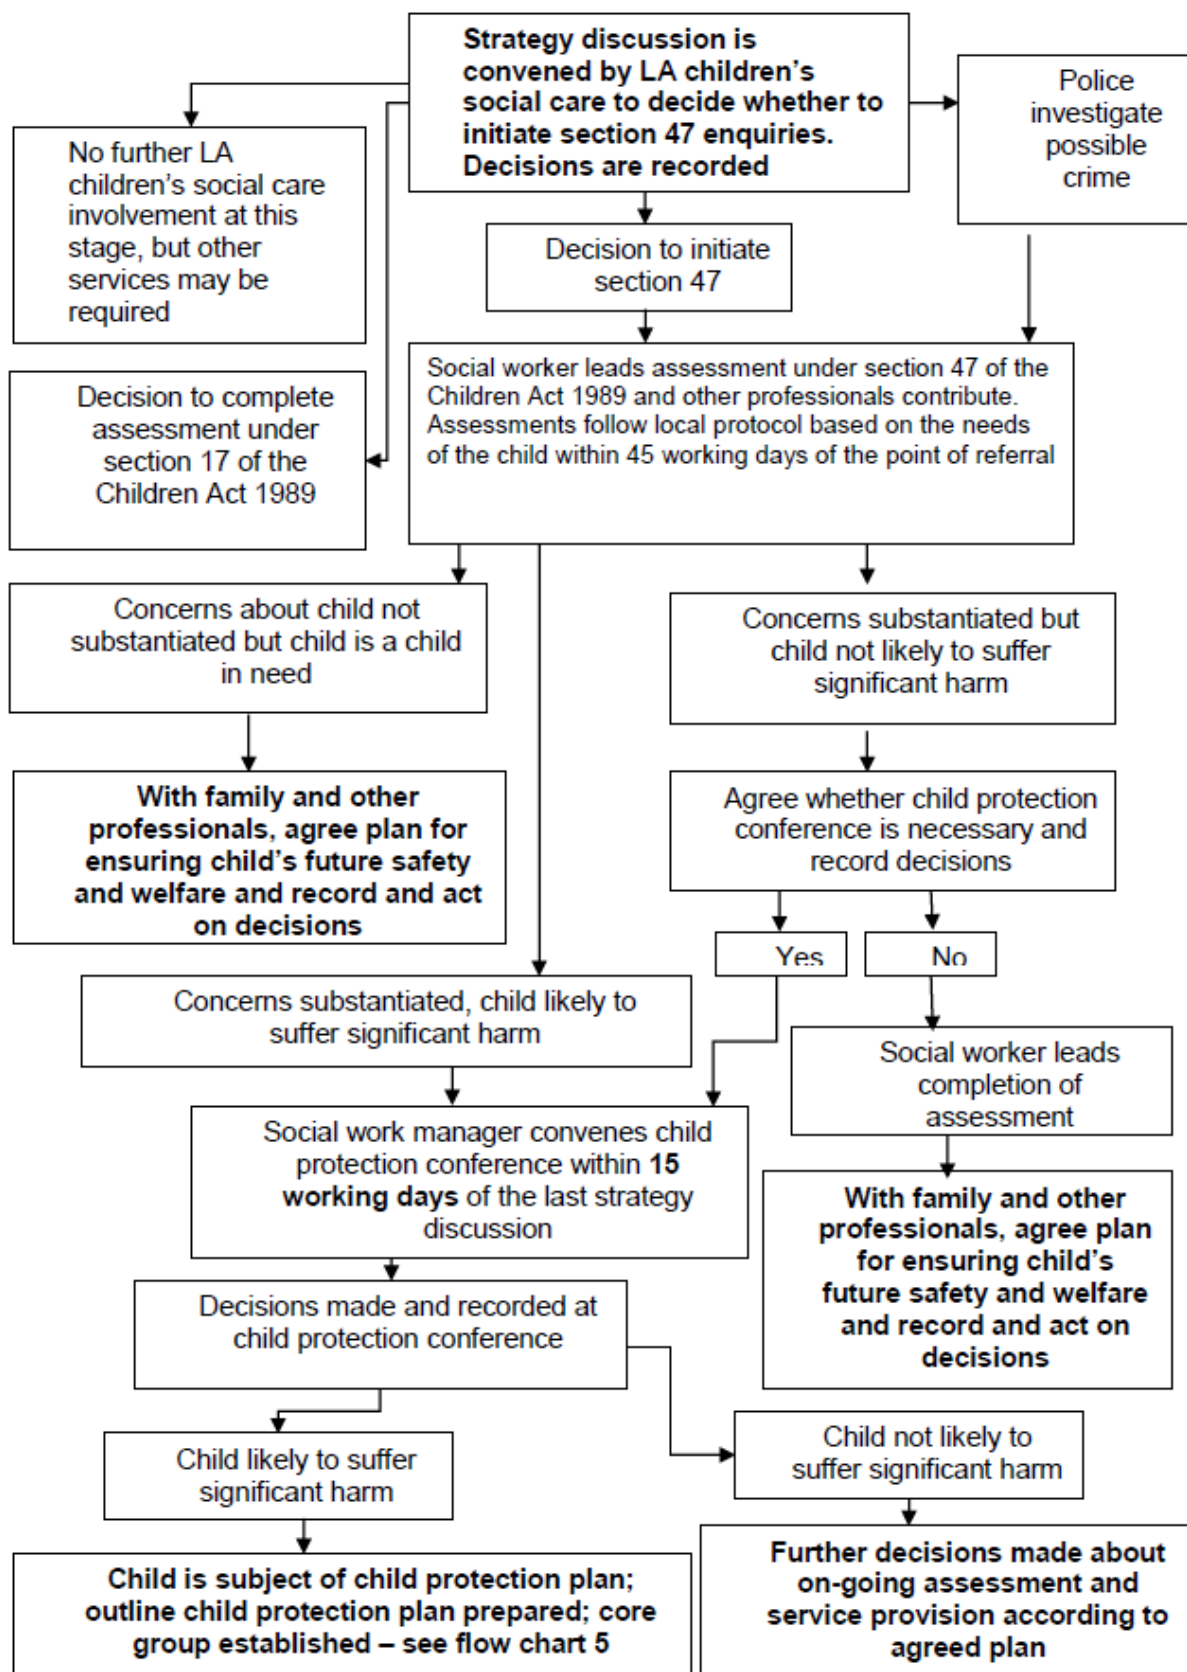 Strategy discussion is
convened by LA children’s
social care to decide whether to
initiate section 47 enquiries.
Decisions are recorded
Police
investigate
possible
crime
No further LA
children’s social care
involvement at this
stage, but other
services may be
required
Decision to initiate
section 47
Social worker leads assessment under section 47 of the
Children Act 1989 and other professionals contribute.
Assessments follow local protocol based on the needs
of the child within 45 working days of the point of referral
Decision to complete
assessment under
section 17 of the
Children Act 1989
Concerns about child not
substantiated but child is a child
in need
Concerns substantiated but
child not likely to suffer
significant harm
With family and other
professionals, agree plan for
ensuring child’s future safety
and welfare and record and act
on decisions
Agree whether child protection
conference is necessary and
record decisions
Yes
No
Concerns substantiated, child likely to
suffer significant harm
Social worker leads
completion of
assessment
Social work manager convenes child
protection conference within 15
working days of the last strategy
discussion
With family and other
professionals, agree plan
for ensuring child’s
future safety and welfare
and record and act on
decisions
Decisions made and recorded at
child protection conference
Child likely to suffer
significant harm
Child not likely to
suffer significant harm
Child is subject of child protection plan;
outline child protection plan prepared; core
group established – see flow chart 5
Further decisions made about
on-going assessment and
service provision according to
agreed plan